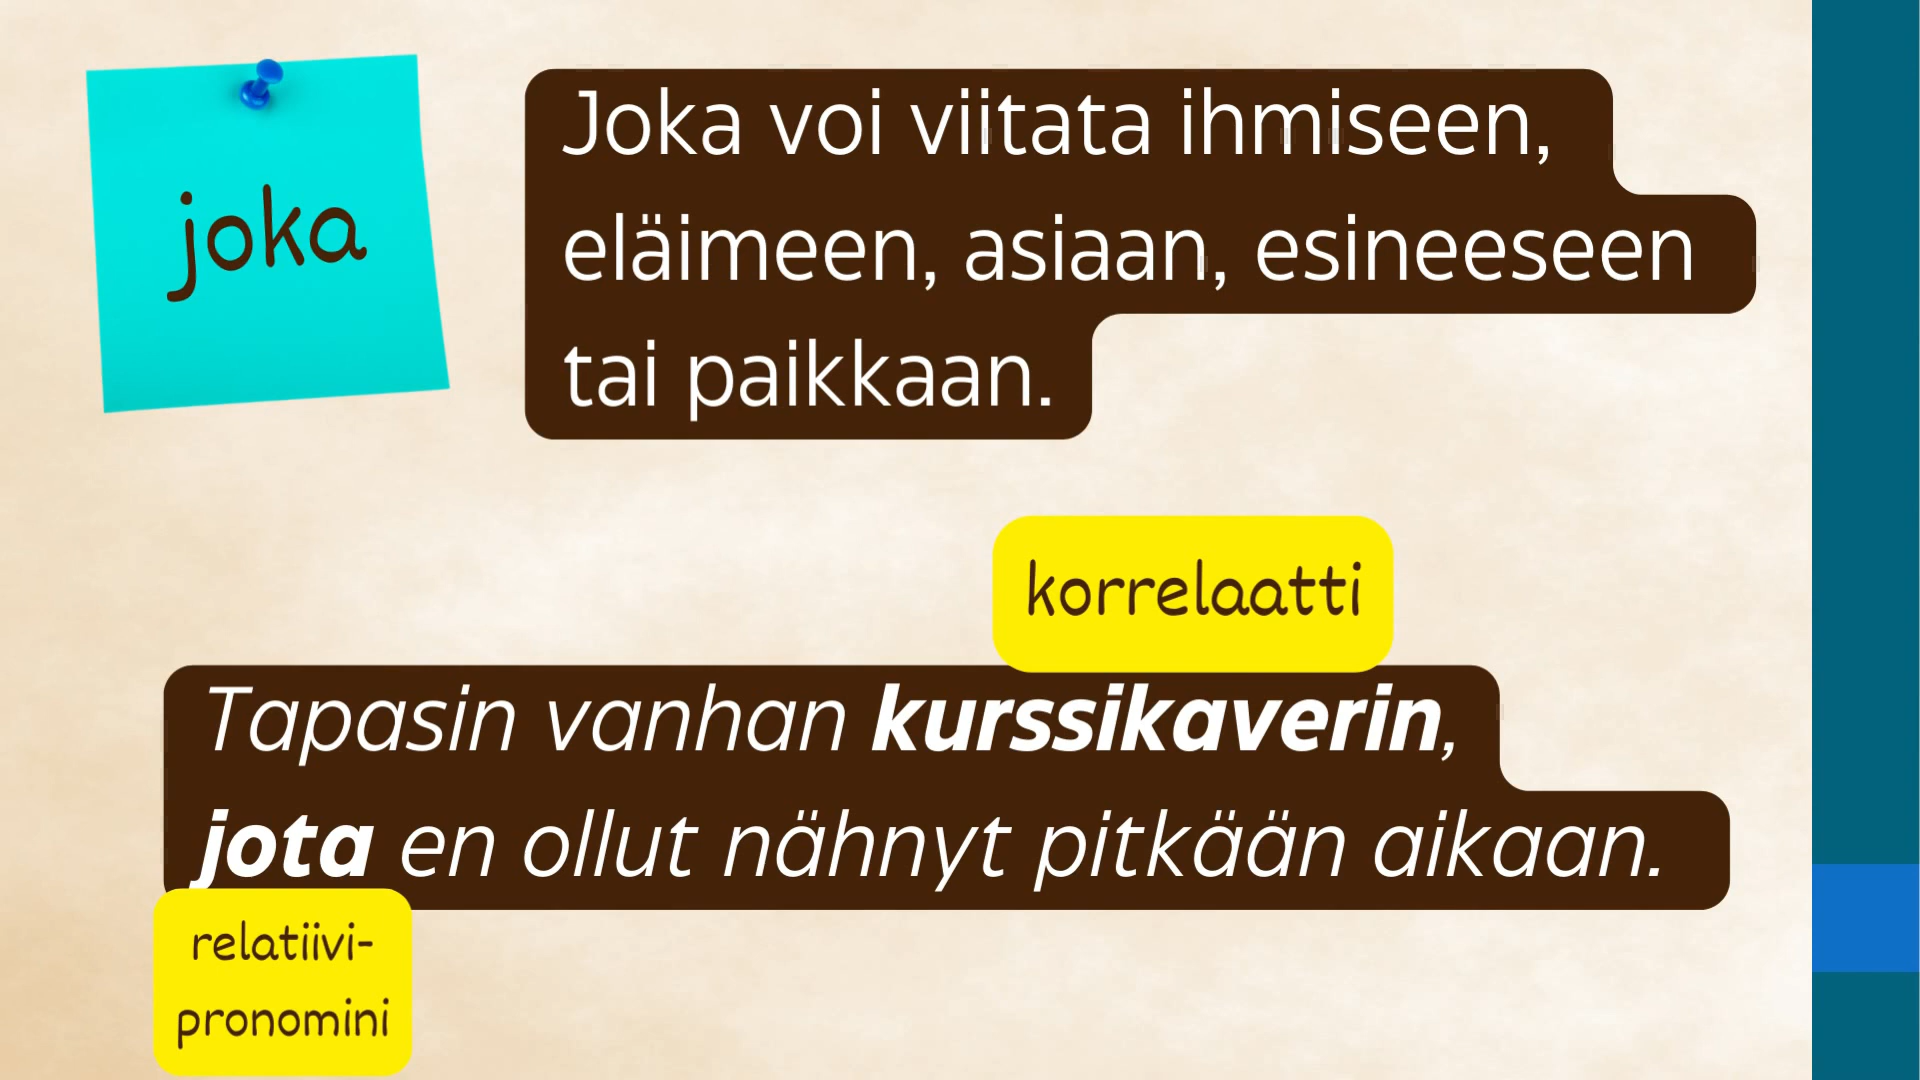 joka
Joka voi viitata ihmiseen,
eläimeen, asiaan, esineeseen
tai paikkaan.
korrelaatti
Tapasin vanhan kurssikaverin,
jota en ollut nähnyt pitkään aikaan.
relatiivi-
pronomini